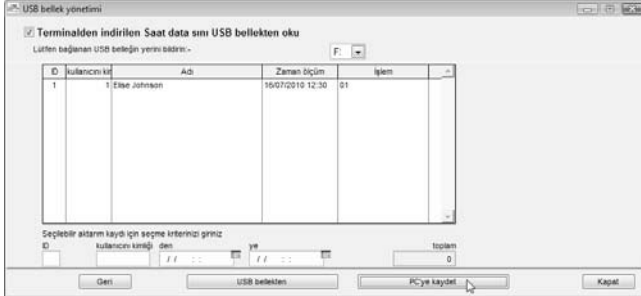 USB bellek yönetimi
Terminalden indirilen Saat data sını USB bellekten oku
Lütfen bağlanan USB belleğin yerini bildirin:-
F:
ID kullanıcını kir Adı Zaman ölçüm İşlem
1 1 Elise Johnson 16/07/2010 12:30 01
Seçilebilir aktarım kaydı için seçme kriterinizi giriniz
ID kullanıcını kimliği den ye toplam
/ / : : / / : : 0
Geri USB bellekten PC'ye kaydet Kapat